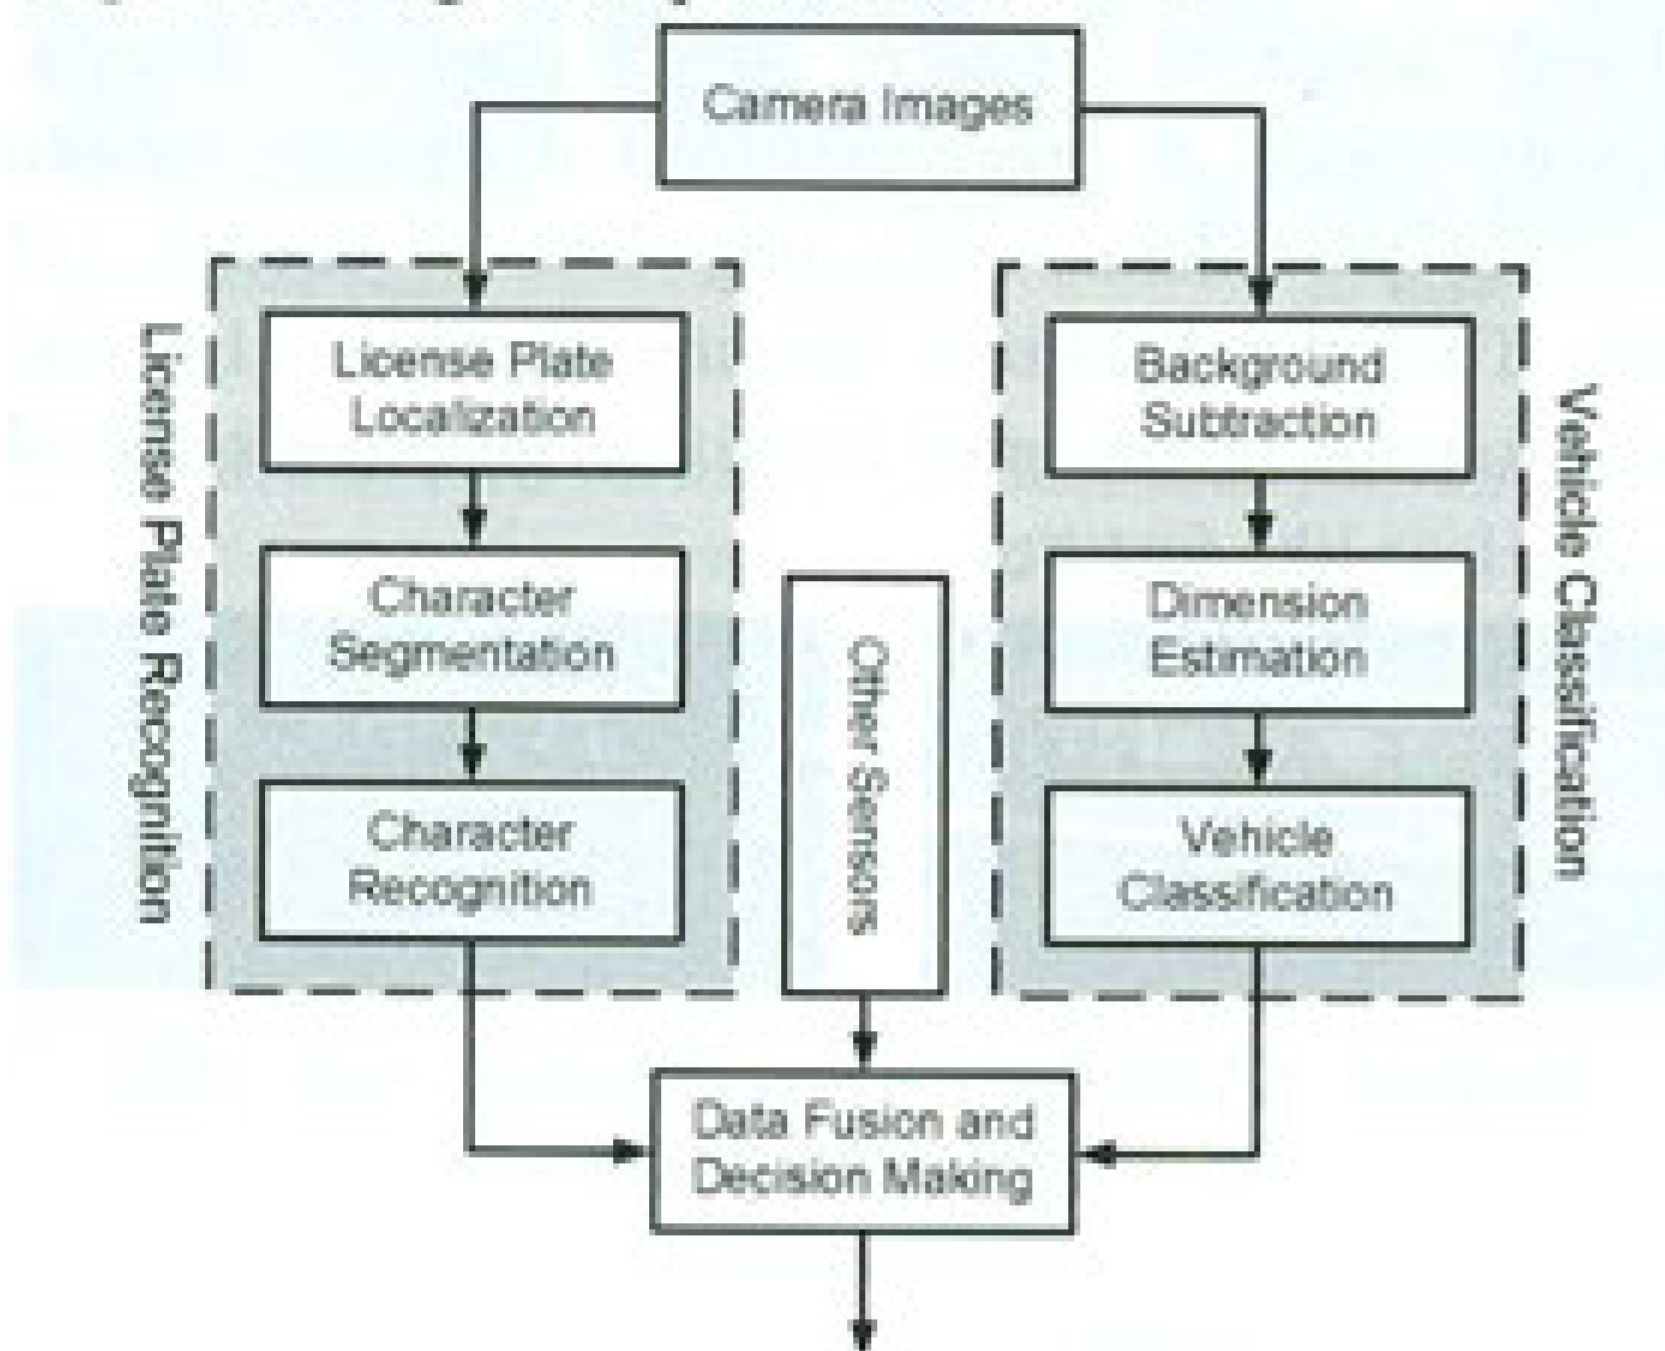 Camera Images
License Plate
Localization
Character
Segmentation
Character
Recognition
License Plate Recognition
Other Sensors
Background
Subtraction
Dimension
Estimation
Vehicle
Classification
Vehicle Classification
Data Fusion and
Decision Making